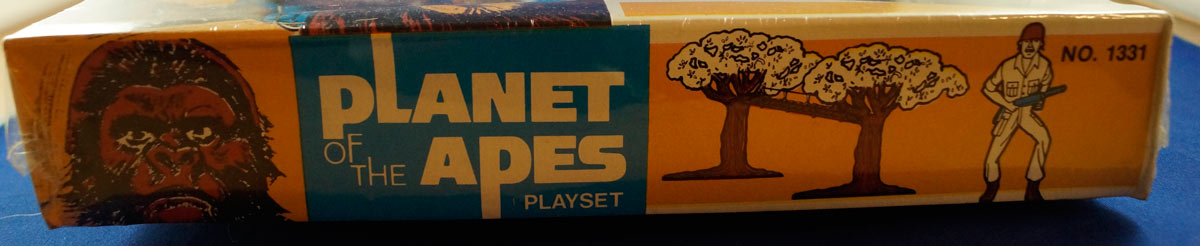 PLANET
OF THE APES
PLAYSET
NO. 1331